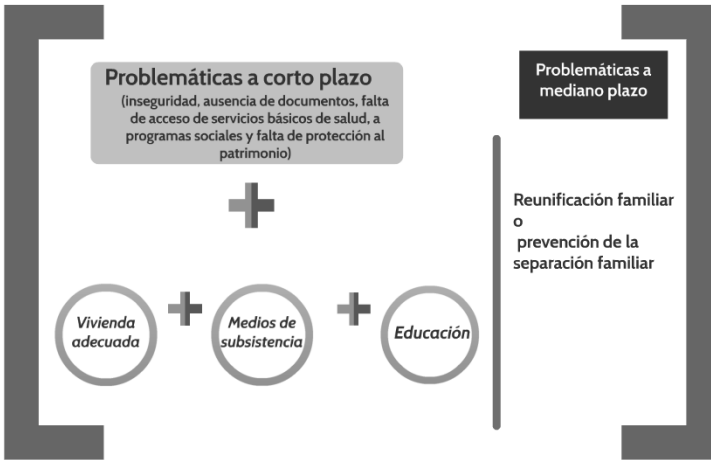 Problemáticas a corto plazo
(inseguridad, ausencia de documentos, falta
de acceso de servicios básicos de salud, a
programas sociales y falta de protección al
patrimonio)
Vivienda
adecuada
Medios de
subsistencia
Educación
Problemáticas a
mediano plazo
Reunificación familiar
o
prevención de la
separación familiar